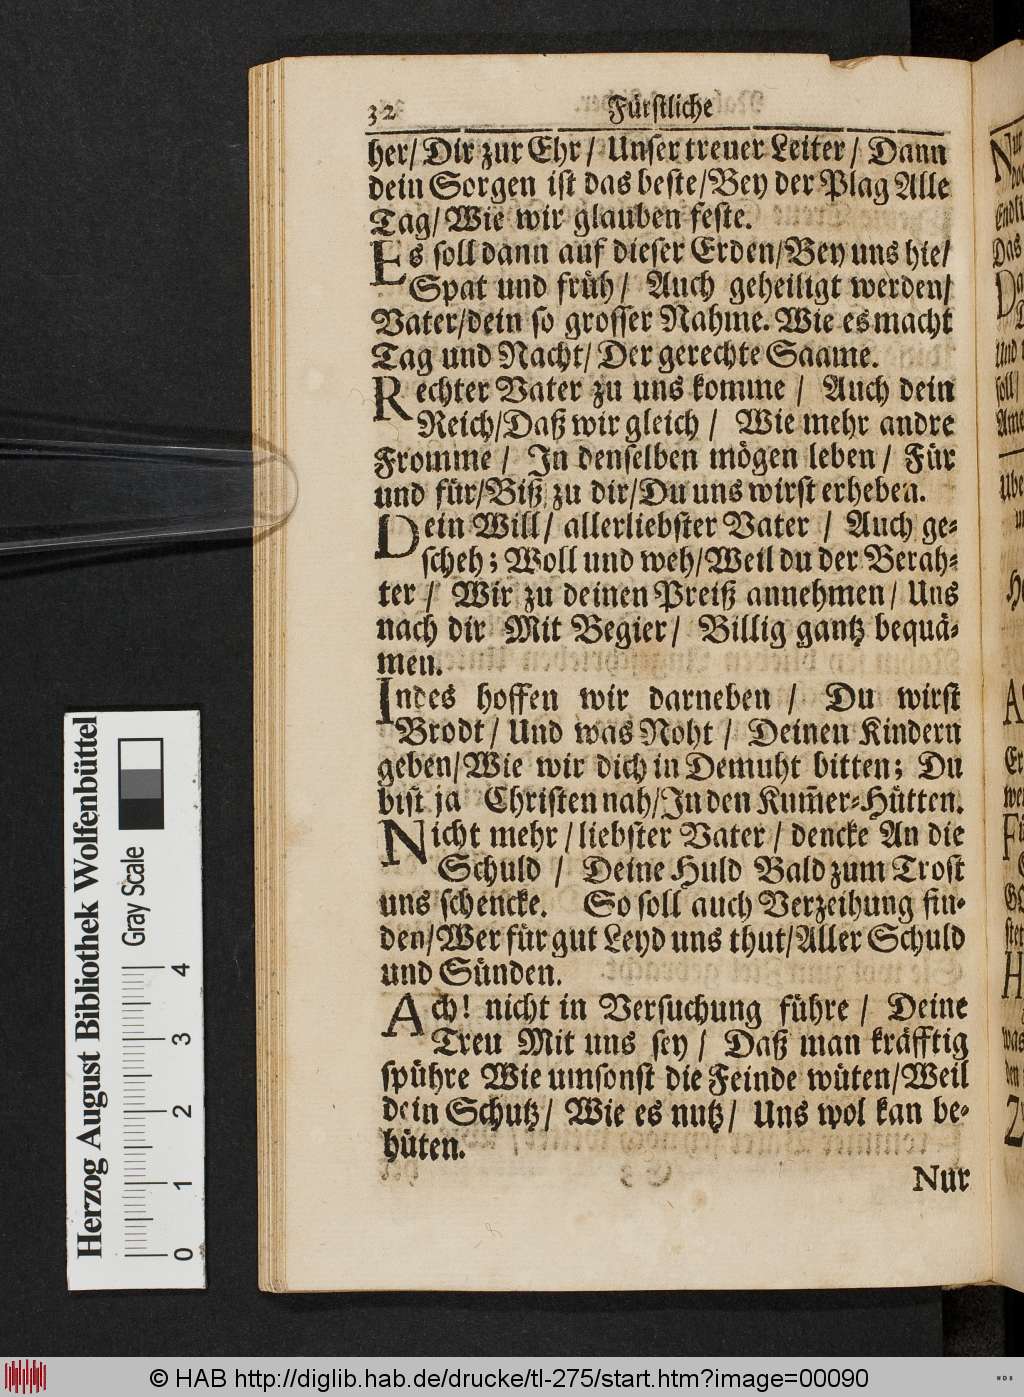 32 Fürstliche
her/ Dir zur Ehr/ Unser treuer Leiter/ Dann
dein Sorgen ist das beste/ Bey der Plag Alle
Tag/ Wie wir glauben feste.
Es soll dann auf dieser Erden/ Bey uns hie/
Spat und früh/ Auch geheiligt werden/
Vater/ dein so grosser Nahme. Wie es macht
Tag und Nacht/ Der gerechte Saame.
Rechter Vater zu uns komme/ Auch dein
Reich/ Daß wir gleich/ Wie mehr andre
Fromme/ In denselben mögen leben/ Für
und für/ Biß zu dir/ Du uns wirst erheben.
Dein Will/ allerliebster Vater/ Auch ge-
scheh; Woll und weh/ Weil du der Berah-
ter/ Wir zu deinen Preiß annehmen/ Uns
nach dir Mit Begier/ Billig gantz bequä-
men.
Indes hoffen wir darneben/ Du wirst
Brodt/ Und was Noht/ Deinen Kindern
geben/ Wie wir dich in Demuht bitten; Du
bist ja Christen nah/ In den Kum̃er-Hütten.
Nicht mehr/ liebster Vater/ dencke An die
Schuld/ Deine Huld Bald zum Trost
uns schencke. So soll auch Verzeihung fin-
den/ Wer für gut Leyd uns thut/ Aller Schuld
und Sünden.
Ach! nicht in Versuchung führe/ Deine
Treu Mit uns sey/ Daß man kräfftig
spühre Wie umsonst die Feinde wüten/ Weil
dein Schutz/ Wie es nutz/ Uns wol kan be-
hüten.
Nur
Herzog August Bibliothek Wolfenbüttel
Gray Scale
0 1 2 3 4
© HAB http://diglib.hab.de/drucke/tl-275/start.htm?image=00090